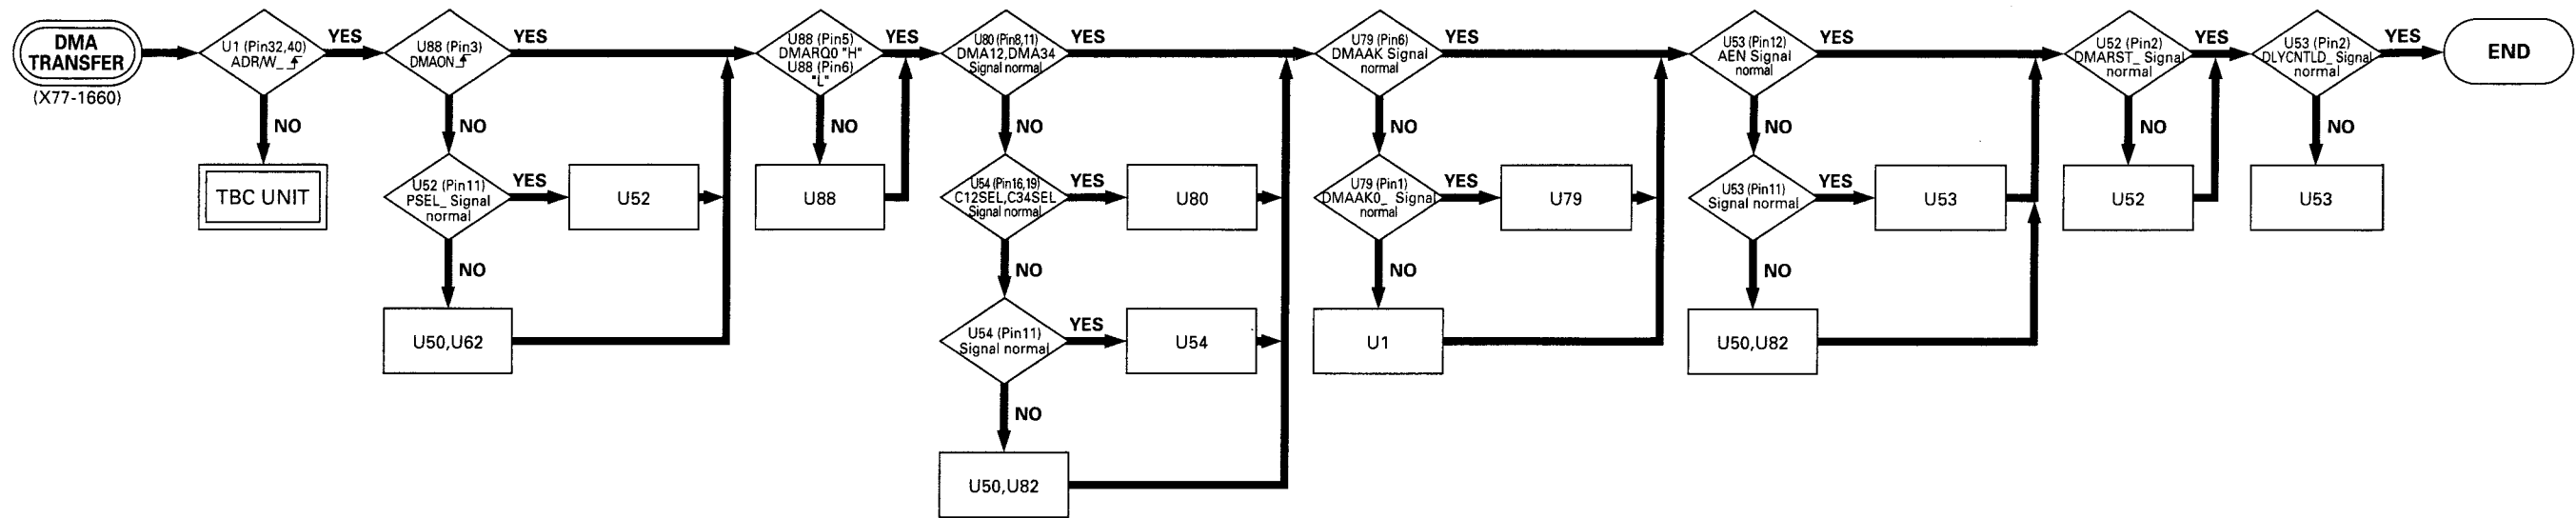 DMA
TRANSFER
(X77-1660)
U1 (Pin32,40)
ADR/W_
YES
NO
TBC UNIT
U88 (Pin3)
DMAON
YES
NO
U52 (Pin11)
PSEL_ Signal
normal
YES
U52
NO
U50,U62
U88 (Pin5)
DMARQ0 "H"
U88 (Pin6)
"L"
YES
NO
U88
U80 (Pin8,11)
DMA12,DMA34
Signal normal
YES
NO
U54 (Pin16,19)
C12SEL,C34SEL
Signal normal
YES
U80
NO
U54 (Pin11)
Signal normal
YES
U54
NO
U50,U82
U79 (Pin6)
DMAAK Signal
normal
YES
NO
U79 (Pin1)
DMAAK0_ Signal
normal
YES
U79
NO
U1
U53 (Pin12)
AEN Signal
normal
YES
NO
U53 (Pin11)
Signal normal
YES
U53
NO
U50,U82
U52 (Pin2)
DMARST_ Signal
normal
YES
NO
U52
U53 (Pin2)
DLYCNTLD_ Signal
normal
YES
NO
U53
END